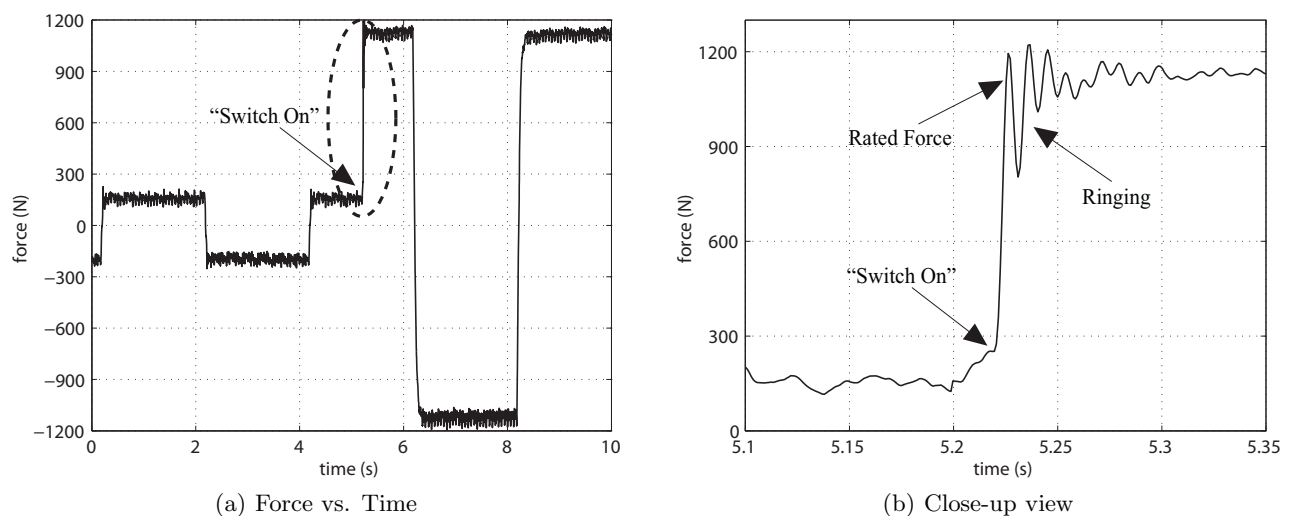 1200
900
600
300
0
−300
−600
−900
−1200
force (N)
0
2
4
6
8
10
time (s)
“Switch On”
(a) Force vs. Time
1200
900
600
300
0
force (N)
5.1
5.15
5.2
5.25
5.3
5.35
time (s)
Rated Force
Ringing
“Switch On”
(b) Close-up view